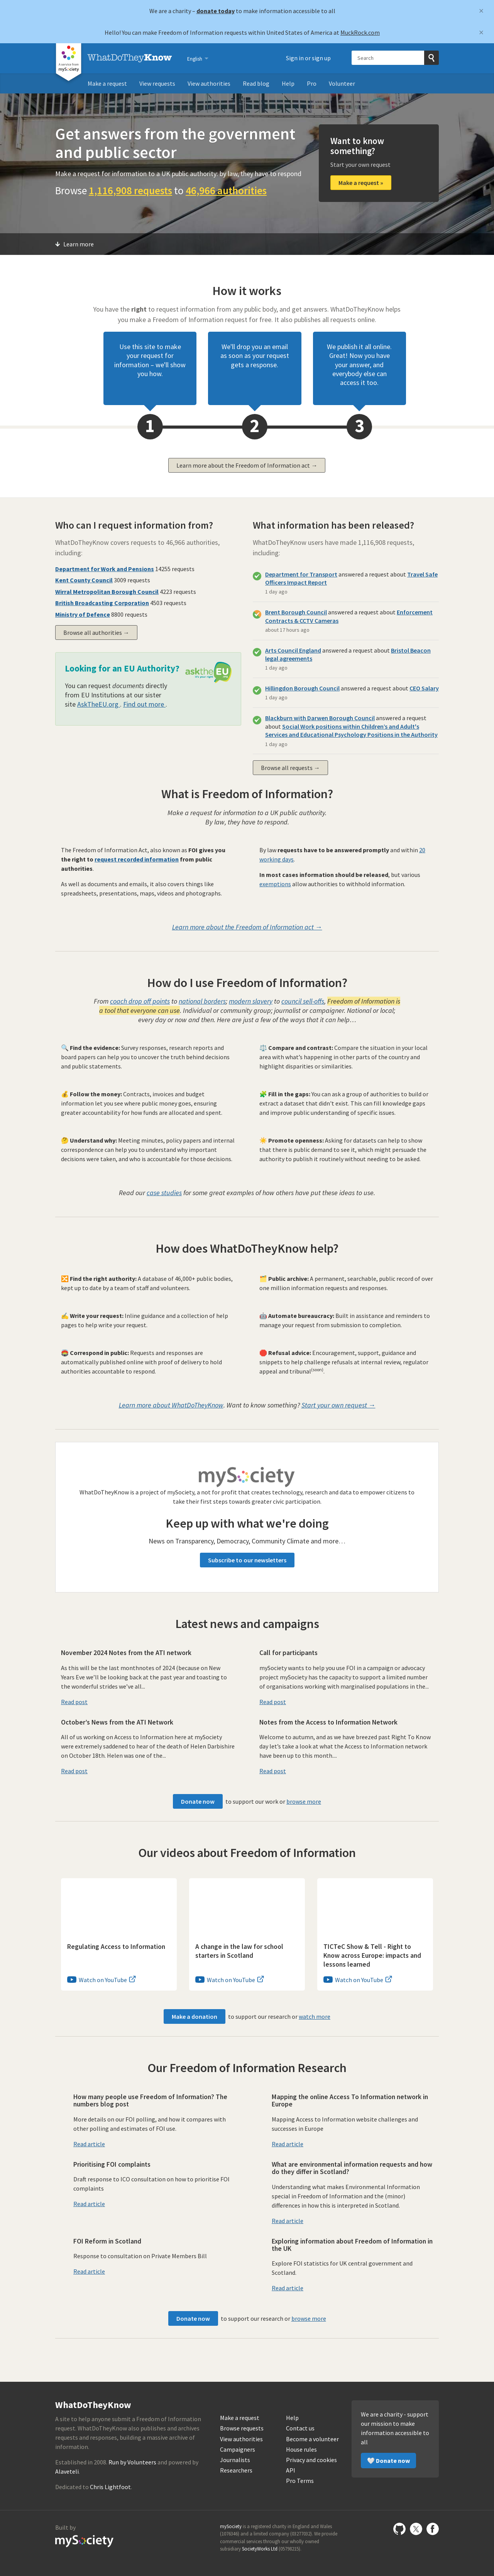 We are a charity – donate today to make information accessible to all
×
Hello! You can make Freedom of Information requests within United States of America at MuckRock.com
×
mySociety
WhatDoTheyKnow
English
Sign in or sign up
Search
Make a request
View requests
View authorities
Read blog
Help
Pro
Volunteer
Get answers from the government
and public sector
Make a request for information to a UK public authority: by law, they have to respond
Browse 1,116,908 requests to 46,966 authorities
Want to know
something?
Start your own request
Make a request »
Learn more
How it works
You have the right to request information from any public body, and get answers. WhatDoTheyKnow helps
you make a Freedom of Information request for free. It also publishes all requests online.
Use this site to make
your request for
information – we'll show
you how.
We'll drop you an email
as soon as your request
gets a response.
We publish it all online.
Great! Now you have
your answer, and
everybody else can
access it too.
1
2
3
Learn more about the Freedom of Information act →
Who can I request information from?
WhatDoTheyKnow covers requests to 46,966 authorities,
including:
Department for Work and Pensions 14255 requests
Kent County Council 3009 requests
Wirral Metropolitan Borough Council 4223 requests
British Broadcasting Corporation 4503 requests
Ministry of Defence 8800 requests
Browse all authorities →
Looking for an EU Authority?
You can request documents directly
from EU Institutions at our sister
site AskTheEU.org. Find out more.
asktheEU
What information has been released?
WhatDoTheyKnow users have made 1,116,908 requests,
including:
Department for Transport answered a request about Travel Safe
Officers Impact Report
1 day ago
Brent Borough Council answered a request about Enforcement
Contracts & CCTV Cameras
about 17 hours ago
Arts Council England answered a request about Bristol Beacon
legal agreements
1 day ago
Hillingdon Borough Council answered a request about CEO Salary
1 day ago
Blackburn with Darwen Borough Council answered a request
about Social Work positions within Children's and Adult's
Services and Educational Psychology Positions in the Authority
1 day ago
Browse all requests →
What is Freedom of Information?
Make a request for information to a UK public authority.
By law, they have to respond.
The Freedom of Information Act, also known as FOI gives you
the right to request recorded information from public
authorities.
As well as documents and emails, it also covers things like
spreadsheets, presentations, maps, videos and photographs.
By law requests have to be answered promptly and within 20
working days.
In most cases information should be released, but various
exemptions allow authorities to withhold information.
Learn more about the Freedom of Information act →
How do I use Freedom of Information?
From coach drop off points to national borders; modern slavery to council sell-offs, Freedom of Information is
a tool that everyone can use. Individual or community group; journalist or campaigner. National or local;
every day or now and then. Here are just a few of the ways that it can help…
🔍 Find the evidence: Survey responses, research reports and
board papers can help you to uncover the truth behind decisions
and public statements.
⚖️ Compare and contrast: Compare the situation in your local
area with what's happening in other parts of the country and
highlight disparities or similarities.
💰 Follow the money: Contracts, invoices and budget
information let you see where public money goes, ensuring
greater accountability for how funds are allocated and spent.
🧩 Fill in the gaps: You can ask a group of authorities to build or
extract a dataset that didn't exist. This can fill knowledge gaps
and improve public understanding of specific issues.
🤔 Understand why: Meeting minutes, policy papers and internal
correspondence can help you to understand why important
decisions were taken, and who is accountable for those decisions.
☀️ Promote openness: Asking for datasets can help to show
that there is public demand to see it, which might persuade the
authority to publish it routinely without needing to be asked.
Read our case studies for some great examples of how others have put these ideas to use.
How does WhatDoTheyKnow help?
🔀 Find the right authority: A database of 46,000+ public bodies,
kept up to date by a team of staff and volunteers.
🗂️ Public archive: A permanent, searchable, public record of over
one million information requests and responses.
✍️ Write your request: Inline guidance and a collection of help
pages to help write your request.
🤖 Automate bureaucracy: Built in assistance and reminders to
manage your request from submission to completion.
📮 Correspond in public: Requests and responses are
automatically published online with proof of delivery to hold
authorities accountable to respond.
🛑 Refusal advice: Encouragement, support, guidance and
snippets to help challenge refusals at internal review, regulator
appeal and tribunal
Learn more about WhatDoTheyKnow. Want to know something? Start your own request →
mySociety
WhatDoTheyKnow is a project of mySociety, a not for profit that creates technology, research and data to empower citizens to
take their first steps towards greater civic participation.
Keep up with what we're doing
News on Transparency, Democracy, Community Climate and more…
Subscribe to our newsletters
Latest news and campaigns
November 2024 Notes from the ATI network
As this will be the last monthnotes of 2024 (because on New
Years Eve we'll be looking back at the past year and toasting to
the wonderful strides we've all...
Read post
Call for participants
mySociety wants to help you use FOI in a campaign or advocacy
project mySociety has the capacity to support a limited number
of organisations working with marginalised populations in the...
Read post
October's News from the ATI Network
All of us working on Access to Information here at mySociety
were extremely saddened to hear of the death of Helen Darbishire
on October 18th. Helen was one of the...
Read post
Notes from the Access to Information Network
Welcome to autumn, and as we have breezed past Right To Know
day let's take a look at what the Access to Information network
have been up to this month....
Read post
Donate now to support our work or browse more
Our videos about Freedom of Information
Regulating Access to Information
Watch on YouTube
A change in the law for school
starters in Scotland
Watch on YouTube
TICTeC Show & Tell - Right to
Know across Europe: impacts and
lessons learned
Watch on YouTube
Make a donation to support our research or watch more
Our Freedom of Information Research
How many people use Freedom of Information? The
numbers blog post
More details on our FOI polling, and how it compares with
other polling and estimates of FOI use.
Read article
Mapping the online Access To Information network in
Europe
Mapping Access to Information website challenges and
successes in Europe
Read article
Prioritising FOI complaints
Draft response to ICO consultation on how to prioritise FOI
complaints
Read article
What are environmental information requests and how
do they differ in Scotland?
Understanding what makes Environmental Information
special in Freedom of Information and the (minor)
differences in how this is interpreted in Scotland.
Read article
FOI Reform in Scotland
Response to consultation on Private Members Bill
Read article
Exploring information about Freedom of Information in
the UK
Explore FOI statistics for UK central government and
Scotland.
Read article
Donate now to support our research or browse more
WhatDoTheyKnow
A site to help anyone submit a Freedom of Information
request. WhatDoTheyKnow also publishes and archives
requests and responses, building a massive archive of
information.
Established in 2008. Run by Volunteers and powered by
Alaveteli.
Dedicated to Chris Lightfoot.
Make a request
Browse requests
View authorities
Campaigners
Journalists
Researchers
Help
Contact us
Become a volunteer
House rules
Privacy and cookies
API
Pro Terms
We are a charity - support
our mission to make
information accessible to
all
🤍 Donate now
Built by
mySociety
mySociety is a registered charity in England and Wales
(1076346) and a limited company (03277032). We provide
commercial services through our wholly owned
subsidiary SocietyWorks Ltd (05798215).